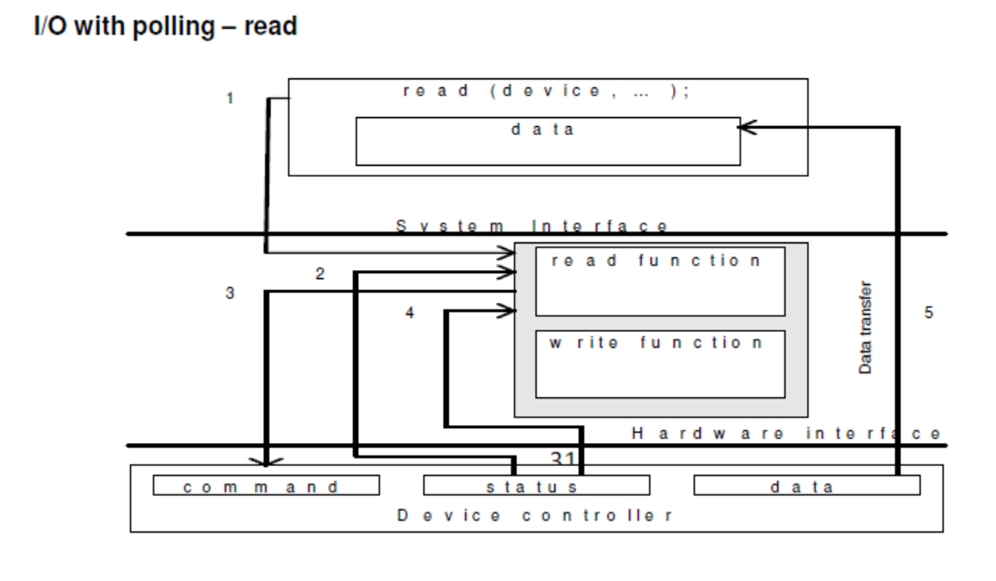 I/O with polling – read
1
read (device, … );
data
System Interface
read function
2
3
4
write function
Data transfer
5
Hardware interface
31
command
status
data
Device controller